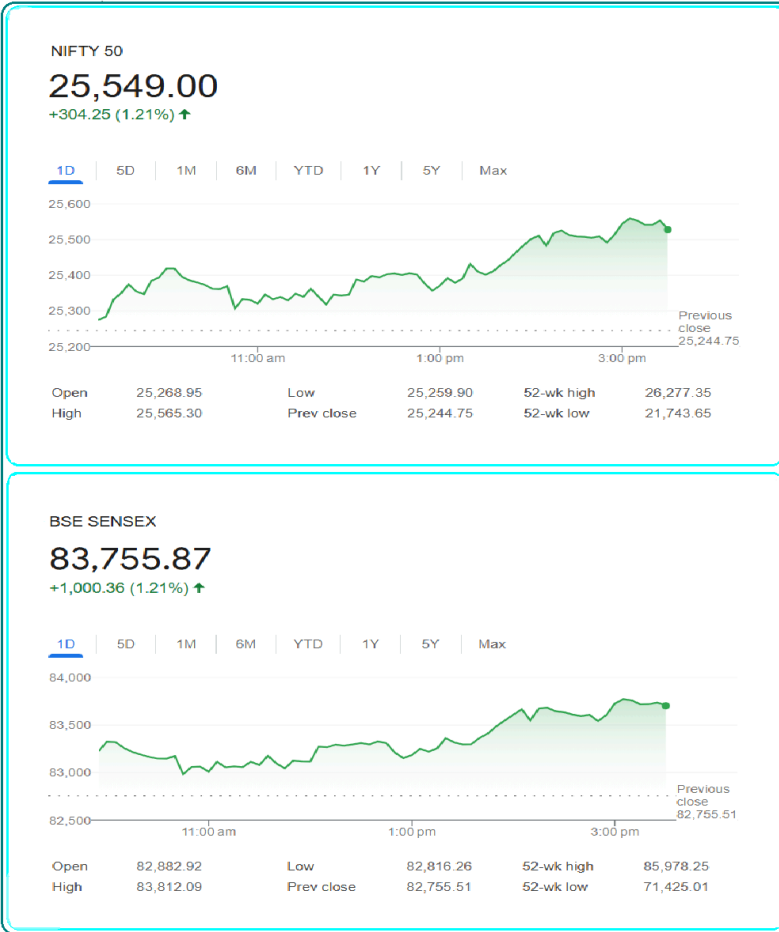 NIFTY 50
25,549.00
+304.25 (1.21%) ↑
1D 5D 1M 6M YTD 1Y 5Y Max
25,600
25,500
25,400
25,300
25,200
Previous
close
25,244.75
11:00 am 1:00 pm 3:00 pm
Open 25,268.95 Low 25,259.90 52-wk high 26,277.35
High 25,565.30 Prev close 25,244.75 52-wk low 21,743.65
BSE SENSEX
83,755.87
+1,000.36 (1.21%) ↑
1D 5D 1M 6M YTD 1Y 5Y Max
84,000
83,500
83,000
82,500
Previous
close
82,755.51
11:00 am 1:00 pm 3:00 pm
Open 82,882.92 Low 82,816.26 52-wk high 85,978.25
High 83,812.09 Prev close 82,755.51 52-wk low 71,425.01